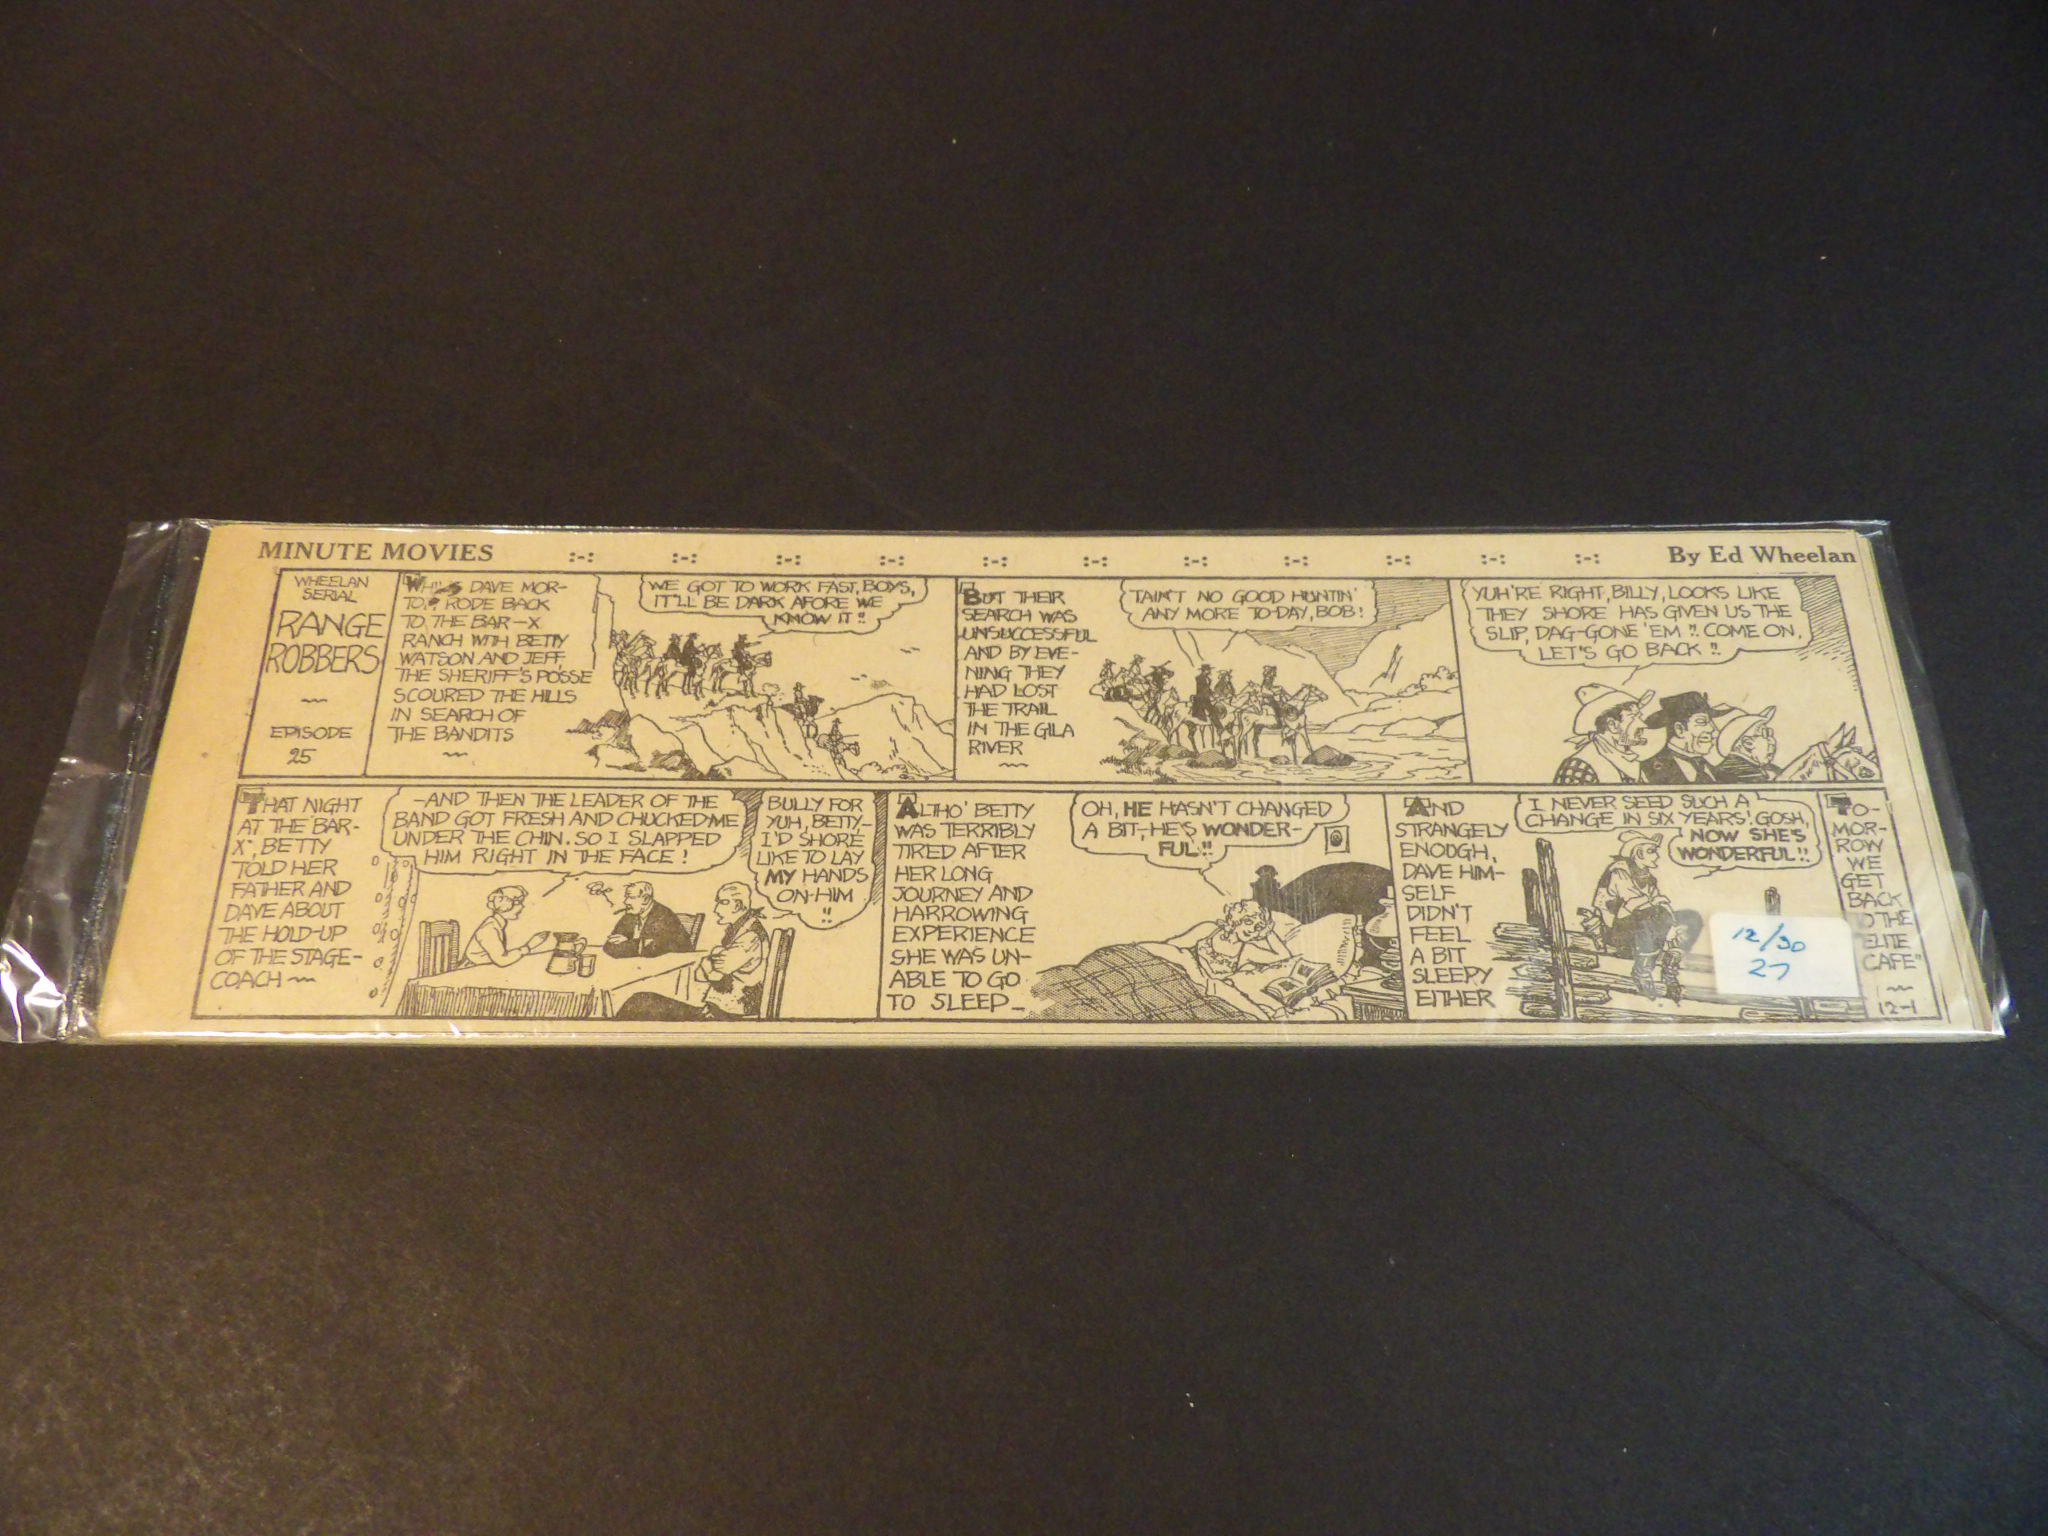 MINUTE MOVIES
By Ed Wheelan
WHEELAN
SERIAL
RANGE
ROBBERS
EPISODE
25
DAVE MOR-
RODE BACK
TO THE BAR-X
RANCH WITH BETTY
WATSON AND JEFF,
THE SHERIFF'S POSSE
SCOURED THE HILLS
IN SEARCH OF
THE BANDITS
WE GOT TO WORK FAST, BOYS,
IT'LL BE DARK AFORE WE
KNOW IT!!
BUT THEIR
SEARCH WAS
UNSUCCESSFUL
AND BY EVE-
NING THEY
HAD LOST
THE TRAIL
IN THE GILA
RIVER
TAIN'T NO GOOD HUNTIN'
ANY MORE TO-DAY, BOB!
YUH'RE RIGHT, BILLY, LOOKS LIKE
THEY SHORE HAS GIVEN US THE
SLIP, DAG-GONE 'EM!! COME ON,
LET'S GO BACK!!
THAT NIGHT
AT THE BAR-
X", BETTY
TOLD HER
FATHER AND
DAVE ABOUT
THE HOLD-UP
OF THE STAGE-
COACH
-AND THEN THE LEADER OF THE
BAND GOT FRESH AND CHUCKED ME
UNDER THE CHIN. SO I SLAPPED
HIM RIGHT IN THE FACE!
BULLY FOR
YUH, BETTY-
I'D SHORE
LIKE TO LAY
MY HANDS
ON HIM
!!
ALTHO' BETTY
WAS TERRIBLY
TIRED AFTER
HER LONG
JOURNEY AND
HARROWING
EXPERIENCE
SHE WAS UN-
ABLE TO GO
TO SLEEP_
OH, HE HASN'T CHANGED
A BIT, HE'S WONDER-
FUL!!
AND
STRANGELY
ENOUGH,
DAVE HIM-
SELF
DIDN'T
FEEL
A BIT
SLEEPY
EITHER
I NEVER SEED SUCH A
CHANGE IN SIX YEARS! GOSH,
NOW SHE'S
WONDERFUL!!
TO-
MOR-
ROW
WE
GET
BACK
O THE
"ELITE
CAFE"
12-1
12/30
27